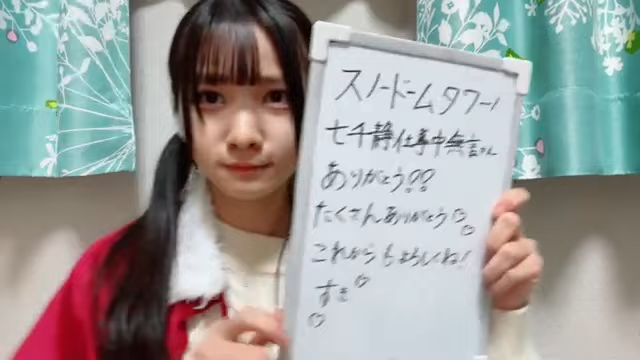 スノードームタワー!
七千静仕事中無言さん
ありがとう??
たくさんありがとう♡♡
これからもよろしくね!
すき♡
♡